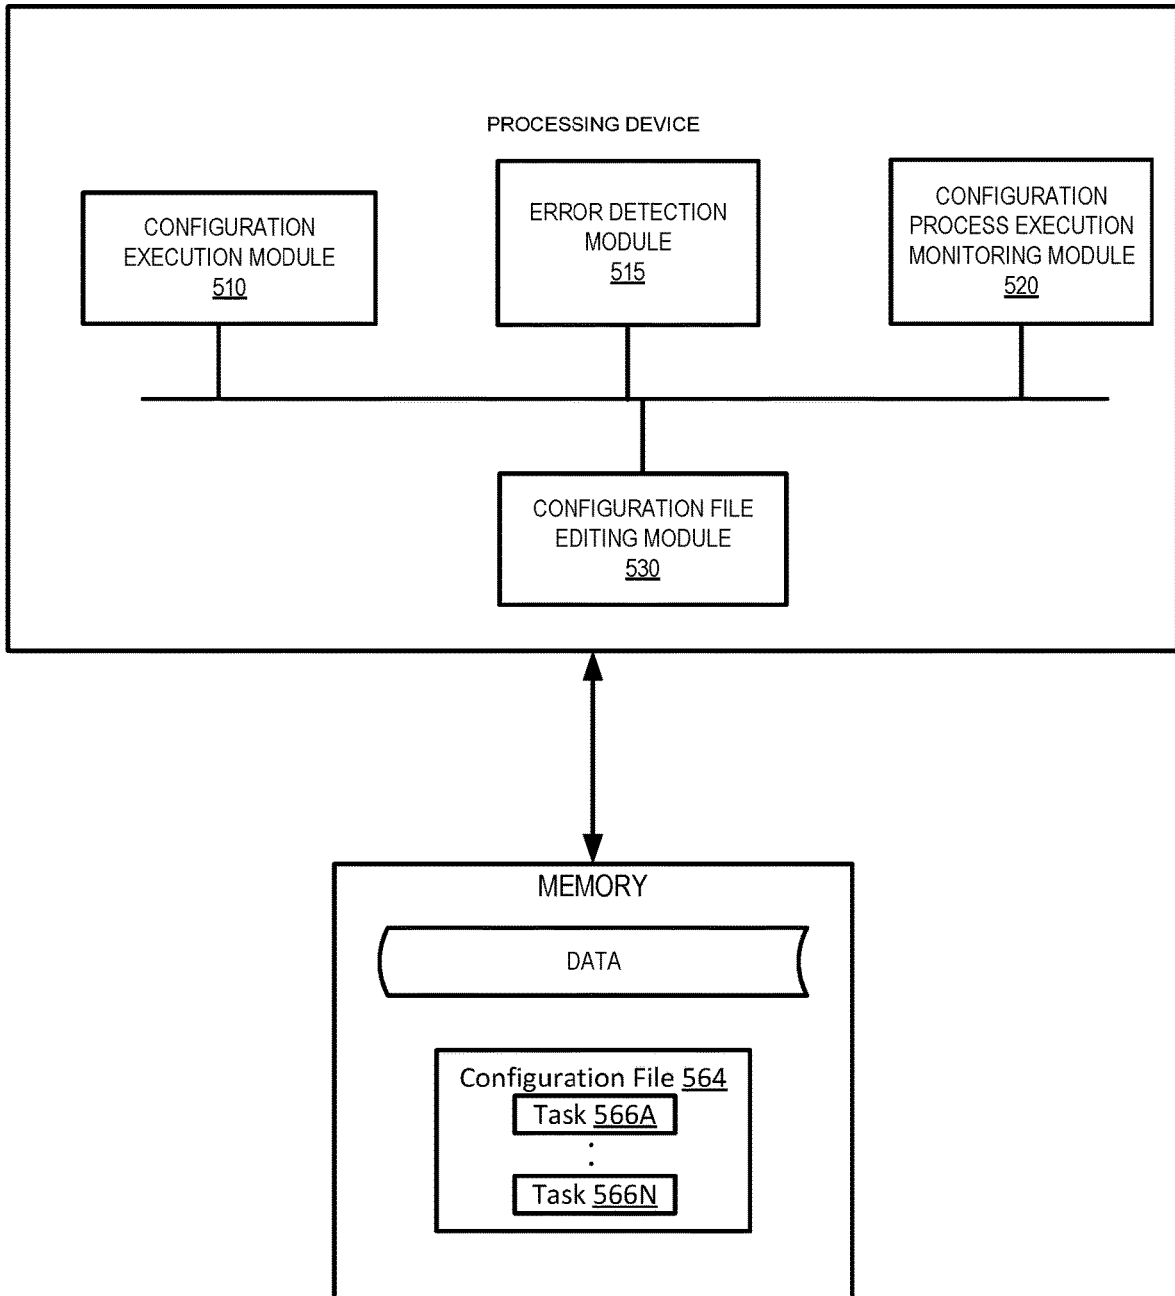 PROCESSING DEVICE
CONFIGURATION
EXECUTION MODULE
510
ERROR DETECTION
MODULE
515
CONFIGURATION
PROCESS EXECUTION
MONITORING MODULE
520
CONFIGURATION FILE
EDITING MODULE
530
MEMORY
DATA
Configuration File 564
Task 566A
Task 566N